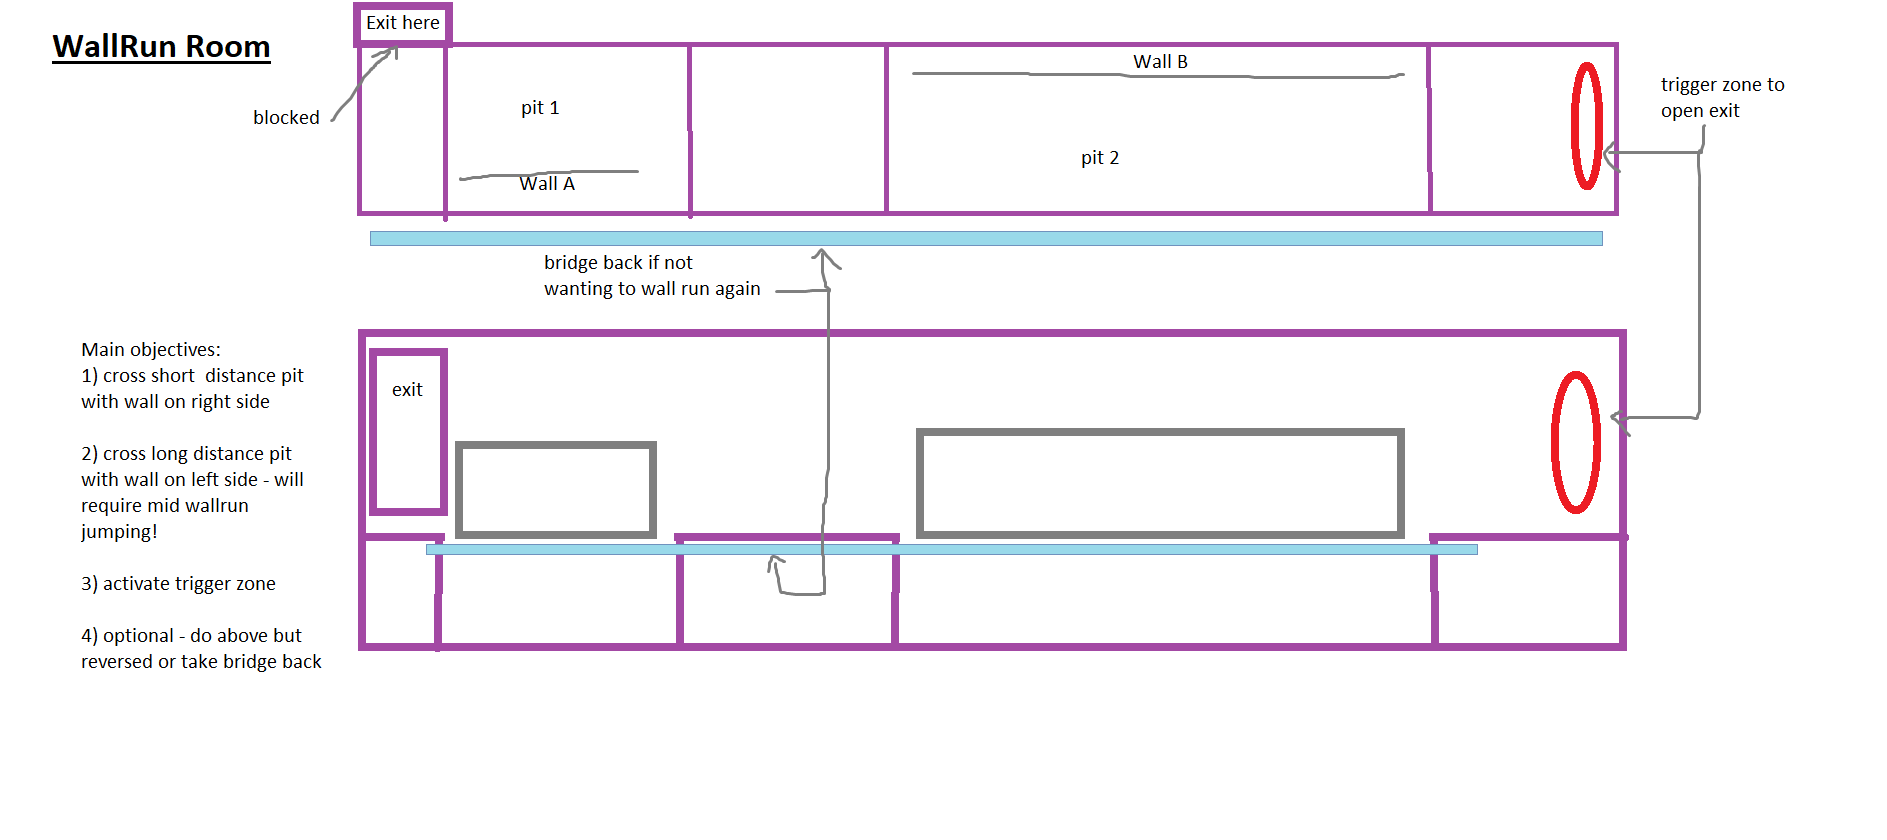 WallRun Room
Exit here
blocked
pit 1
Wall A
Wall B
pit 2
trigger zone to
open exit
bridge back if not
wanting to wall run again
Main objectives:
1) cross short  distance pit
with wall on right side
2) cross long distance pit
with wall on left side - will
require mid wallrun
jumping!
3) activate trigger zone
4) optional - do above but
reversed or take bridge back
exit